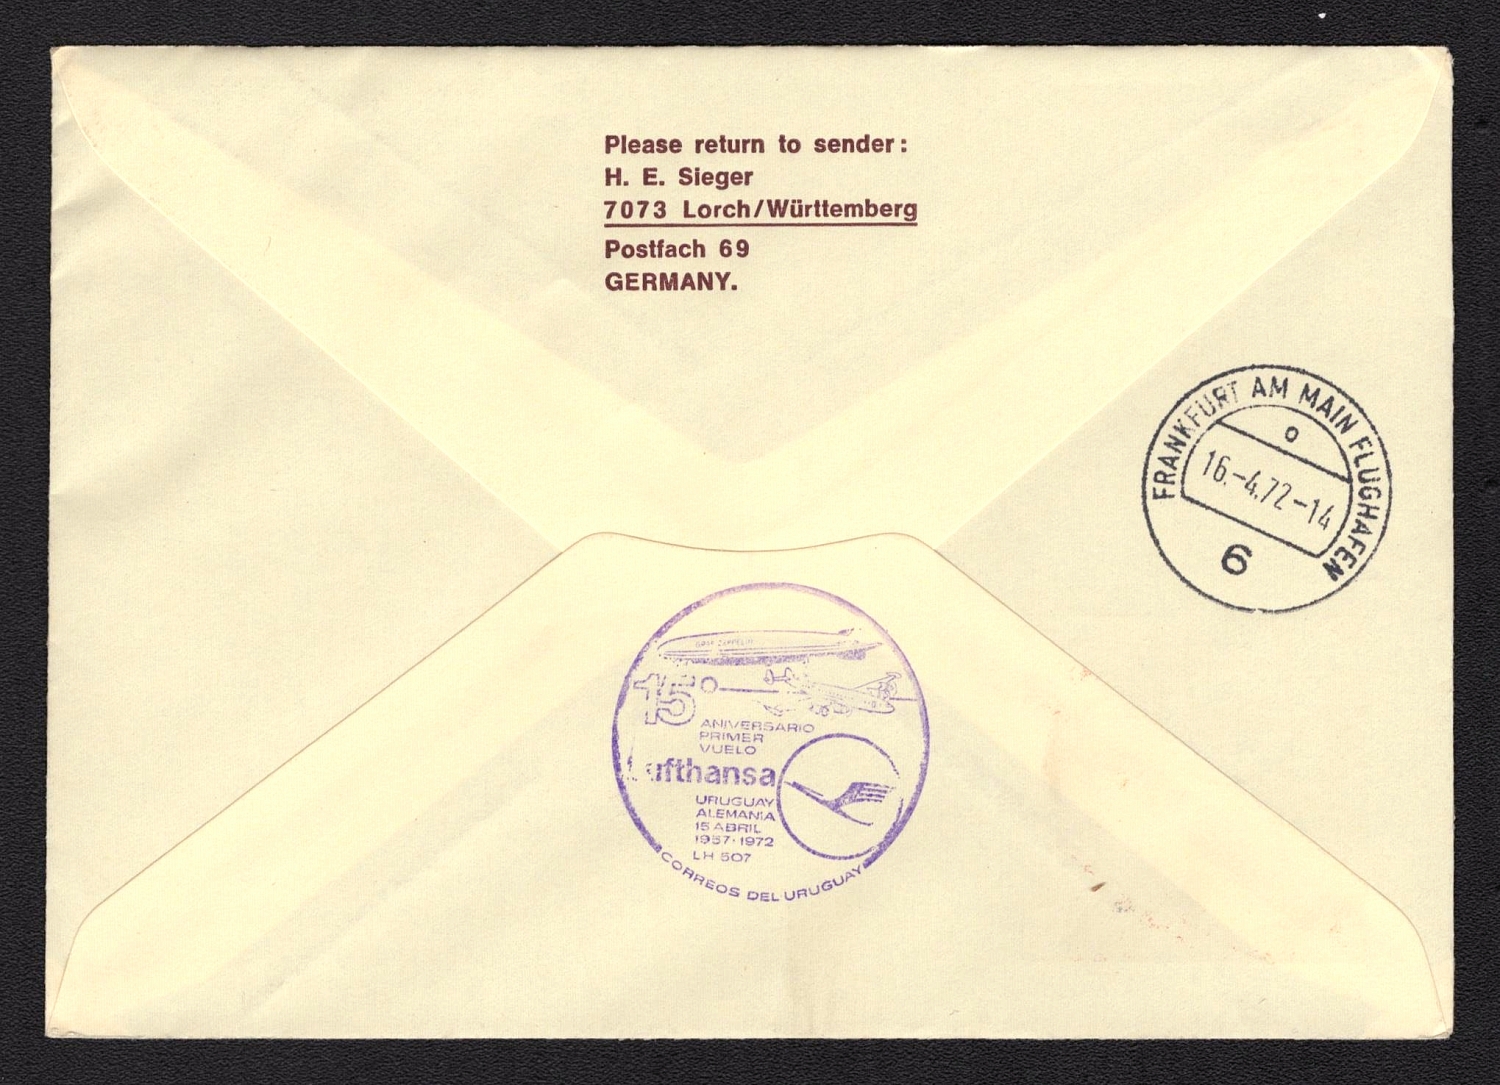 Please return to sender:
H. E. Sieger
7073 Lorch/Württemberg
Postfach 69
GERMANY.
FRANKFURT AM MAIN FLUGHAFEN
a
16.-4.72-14
6
15º
ANIVERSARIO
PRIMER
VUELO
Lufthansa
URUGUAY
ALEMANIA
15 ABRIL
1957-1972
LH 507
CORREOS DEL URUGUAY